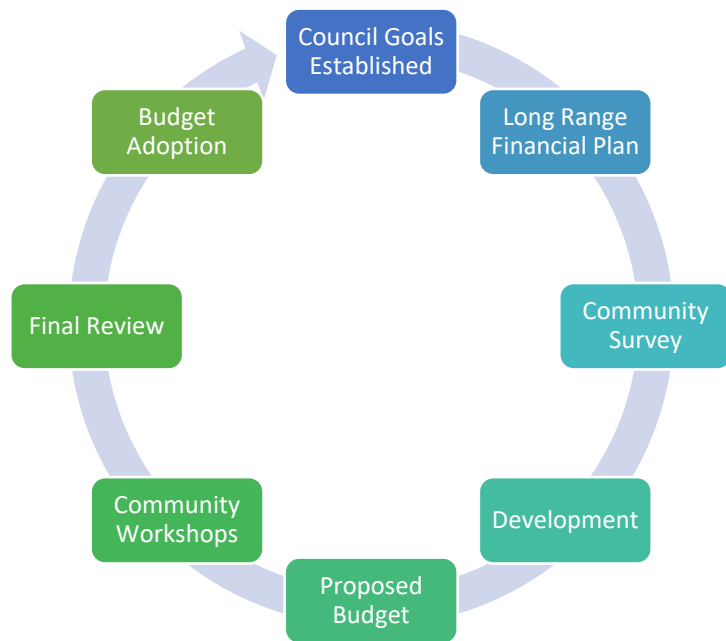 Council Goals
Established
Long Range
Financial Plan
Community
Survey
Development
Proposed
Budget
Community
Workshops
Final Review
Budget
Adoption